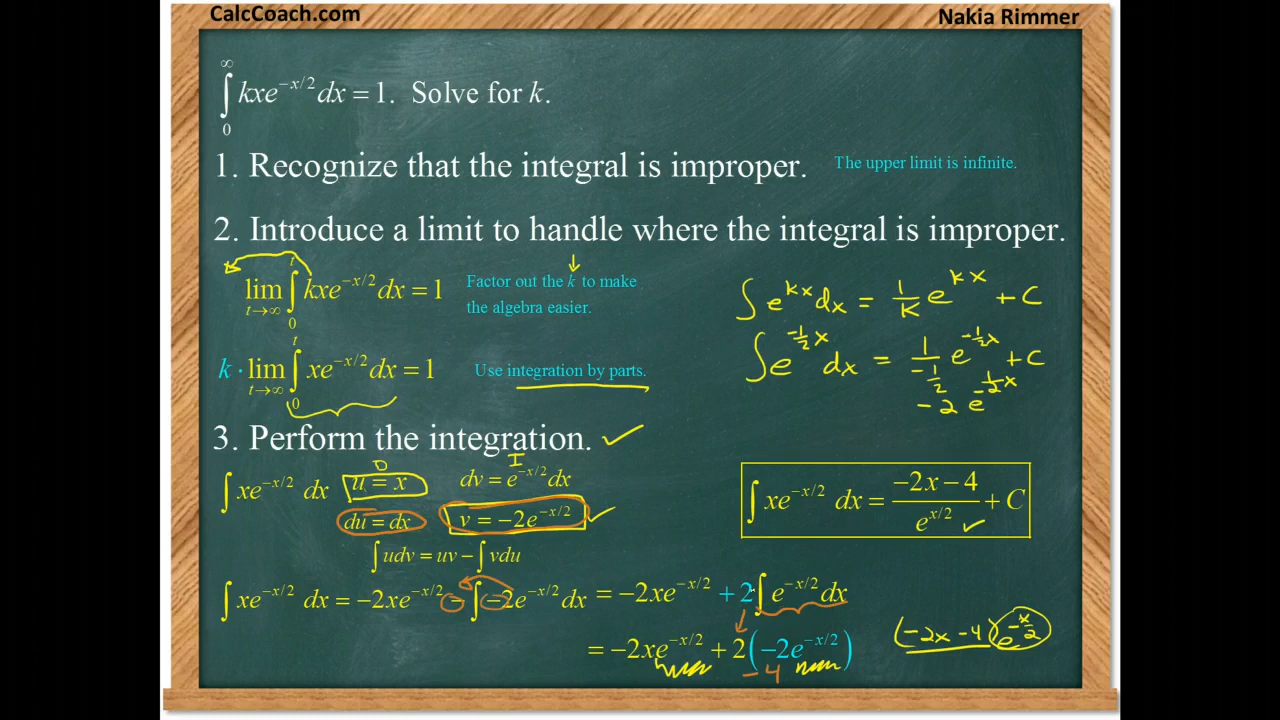 CalcCoach.com
Nakia Rimmer
∫₀^∞ kxe^{-x/2} dx = 1. Solve for k.
1. Recognize that the integral is improper. The upper limit is infinite.
2. Introduce a limit to handle where the integral is improper.
lim_{t→∞} ∫₀^t kxe^{-x/2} dx = 1
Factor out the k to make
the algebra easier.
∫ e^{kx} dx = 1/k e^{kx} + C
∫ e^{-1/2 x} dx = 1/(-1/2) e^{-1/2 x} + C
-2 e^{-1/2 x}
k · lim_{t→∞} ∫₀^t xe^{-x/2} dx = 1
Use integration by parts.
3. Perform the integration. ✓
D
I
∫ xe^{-x/2} dx u = x dv = e^{-x/2} dx
du = dx v = -2e^{-x/2} ✓
∫ udv = uv - ∫ vdu
∫ xe^{-x/2} dx = (-2x - 4)/e^{x/2} + C ✓
∫ xe^{-x/2} dx = -2xe^{-x/2} - ∫ -2e^{-x/2} dx = -2xe^{-x/2} + 2∫ e^{-x/2} dx
= -2xe^{-x/2} + 2(-2e^{-x/2})
-4
(-2x - 4) e^{-x/2}